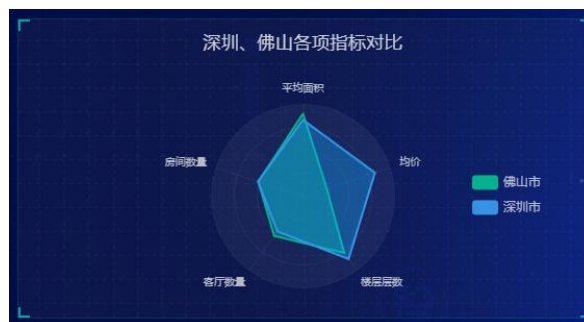 深圳、佛山各项指标对比
平均面积
房间数量
均价
佛山市
深圳市
客厅数量
楼层层数